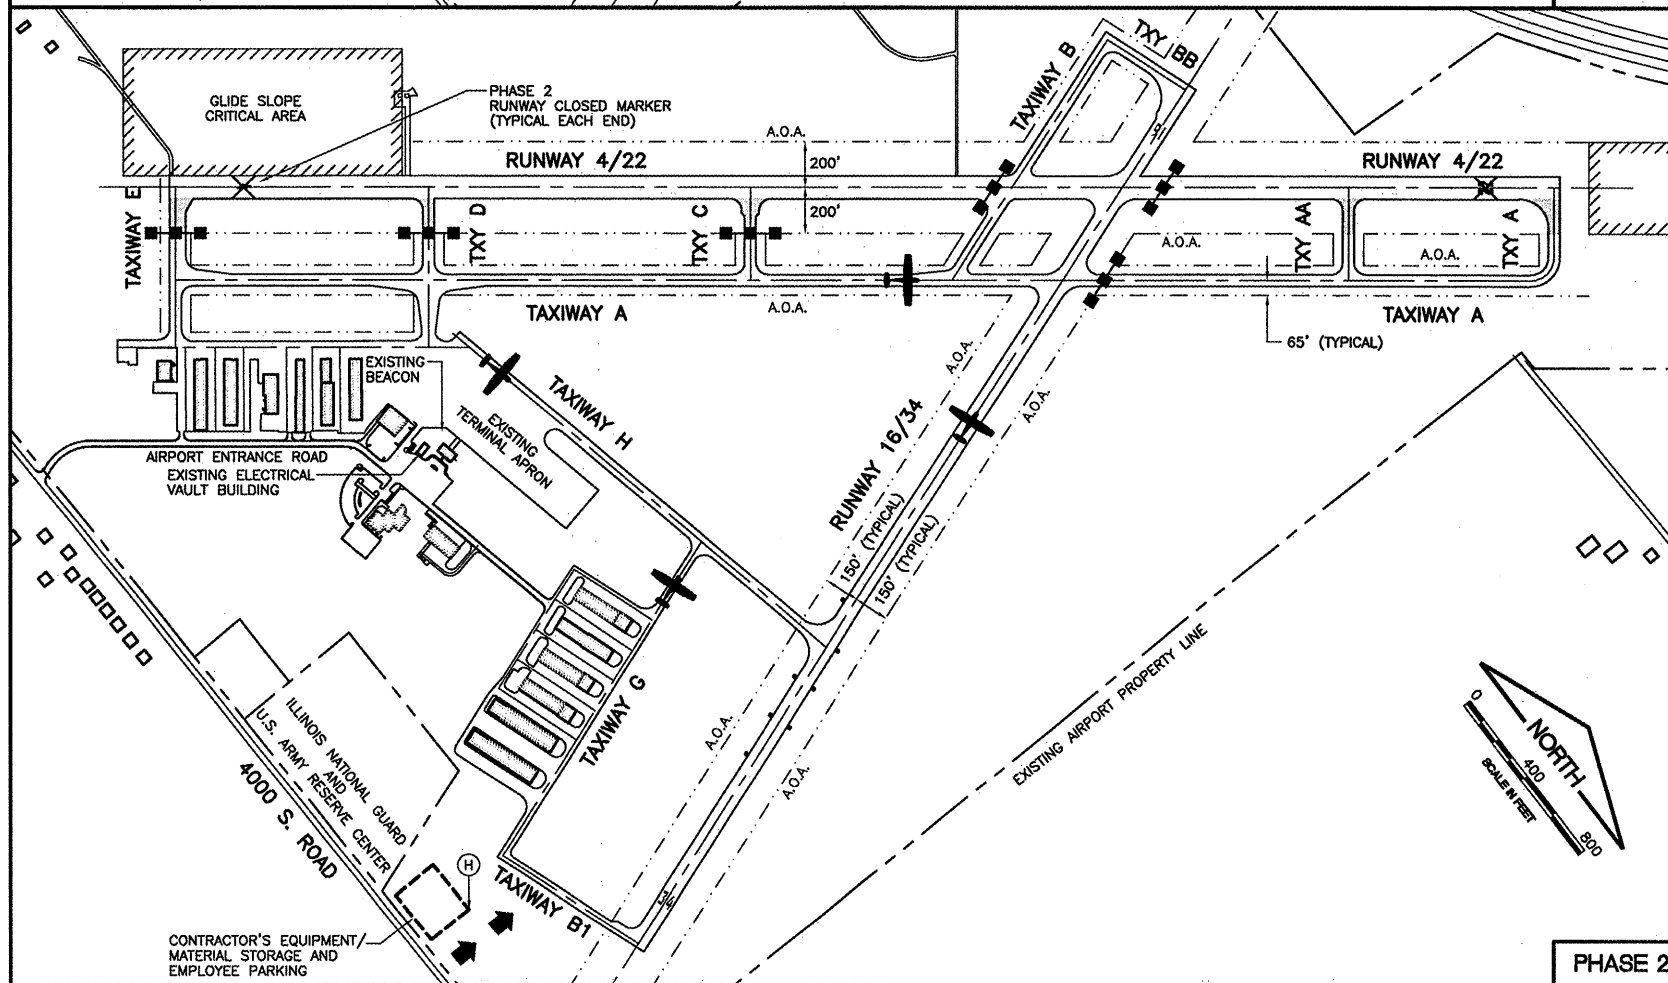 GLIDE SLOPE
CRITICAL AREA
PHASE 2
RUNWAY CLOSED MARKER
(TYPICAL EACH END)
TAXIWAY B
TXY BB
A.O.A.
RUNWAY 4/22
200'
200'
RUNWAY 4/22
TAXIWAY E
TXY D
TXY C
A.O.A.
TXY AA
A.O.A.
TXY A
TAXIWAY A
A.O.A.
TAXIWAY A
65' (TYPICAL)
EXISTING
BEACON
TAXIWAY H
EXISTING
TERMINAL APRON
A.O.A.
A.O.A.
RUNWAY 16/34
AIRPORT ENTRANCE ROAD
EXISTING ELECTRICAL
VAULT BUILDING
150' (TYPICAL)
150' (TYPICAL)
TAXIWAY G
A.O.A.
A.O.A.
EXISTING AIRPORT PROPERTY LINE
ILLINOIS NATIONAL GUARD
AND
U.S. ARMY RESERVE CENTER
4000 S. ROAD
H
TAXIWAY B1
34
CONTRACTOR'S EQUIPMENT/
MATERIAL STORAGE AND
EMPLOYEE PARKING
NORTH
0
400
800
SCALE IN FEET
PHASE 2